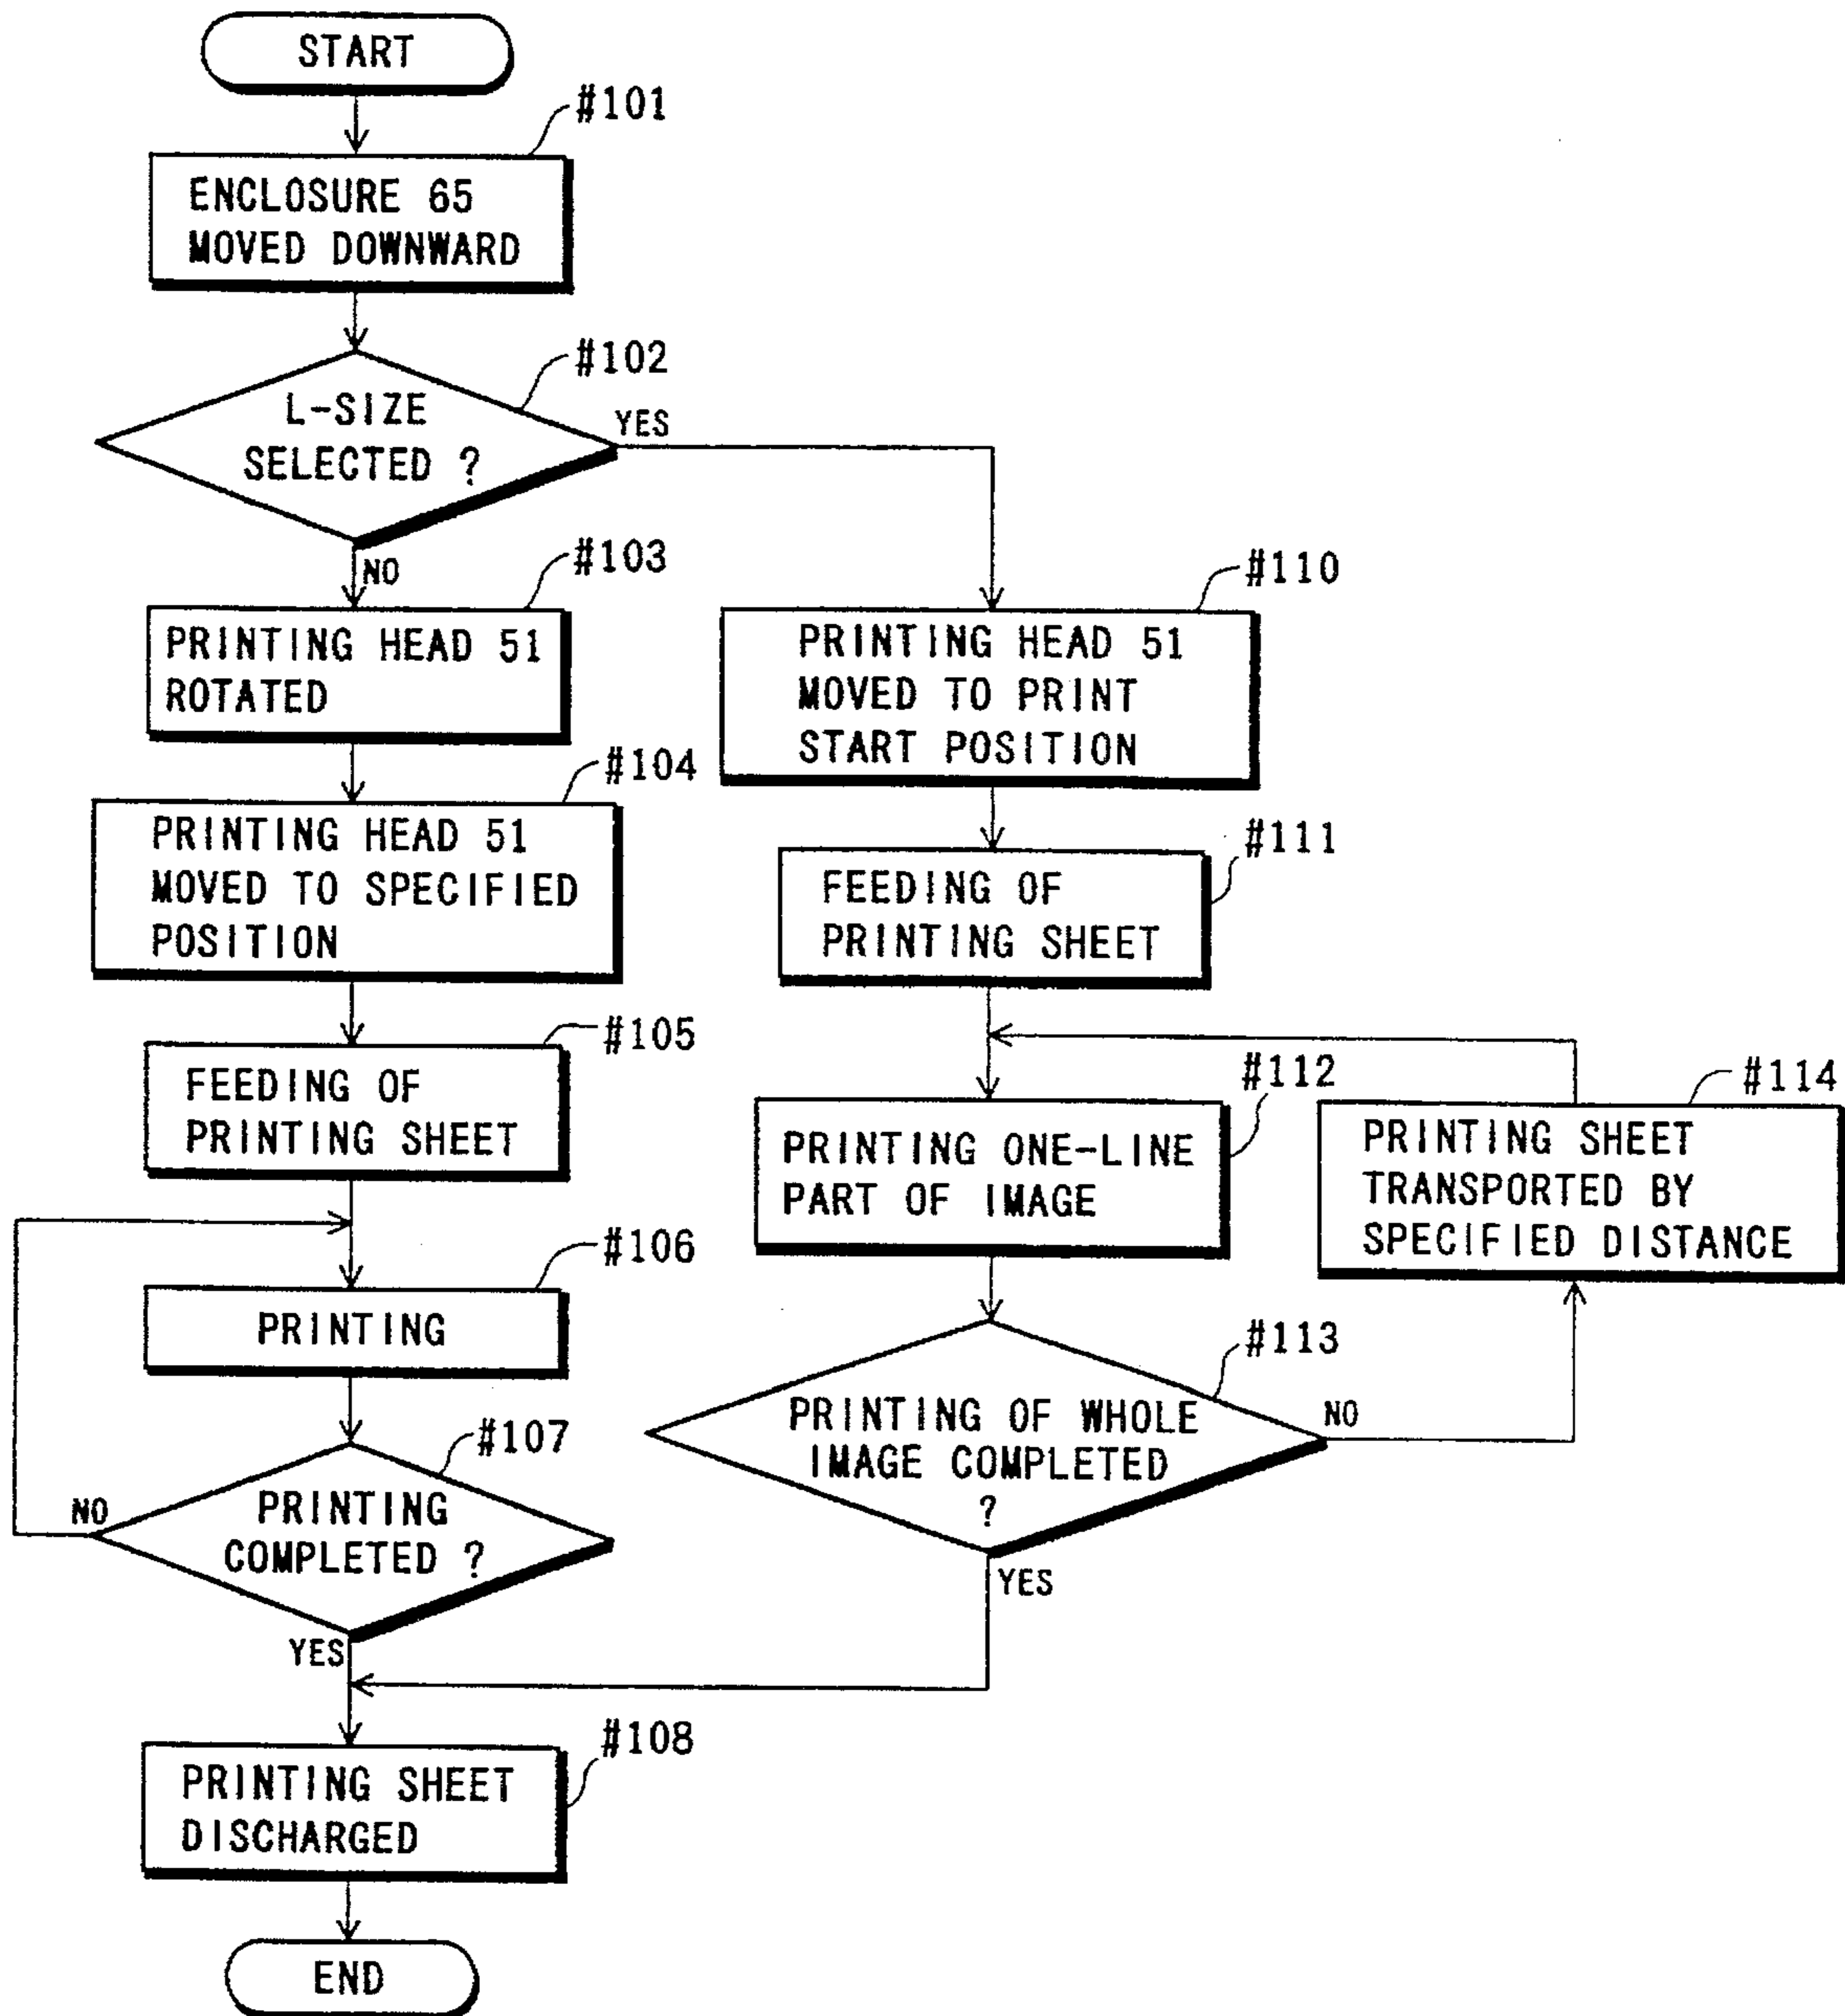 START
#101
ENCLOSURE 65
MOVED DOWNWARD
#102
L-SIZE
SELECTED ?
YES
NO
#103
PRINTING HEAD 51
ROTATED
#104
PRINTING HEAD 51
MOVED TO SPECIFIED
POSITION
#105
FEEDING OF
PRINTING SHEET
#106
PRINTING
#107
PRINTING
COMPLETED ?
NO
YES
#110
PRINTING HEAD 51
MOVED TO PRINT
START POSITION
#111
FEEDING OF
PRINTING SHEET
#112
PRINTING ONE-LINE
PART OF IMAGE
#113
PRINTING OF WHOLE
IMAGE COMPLETED
?
NO
YES
#114
PRINTING SHEET
TRANSPORTED BY
SPECIFIED DISTANCE
#108
PRINTING SHEET
DISCHARGED
END